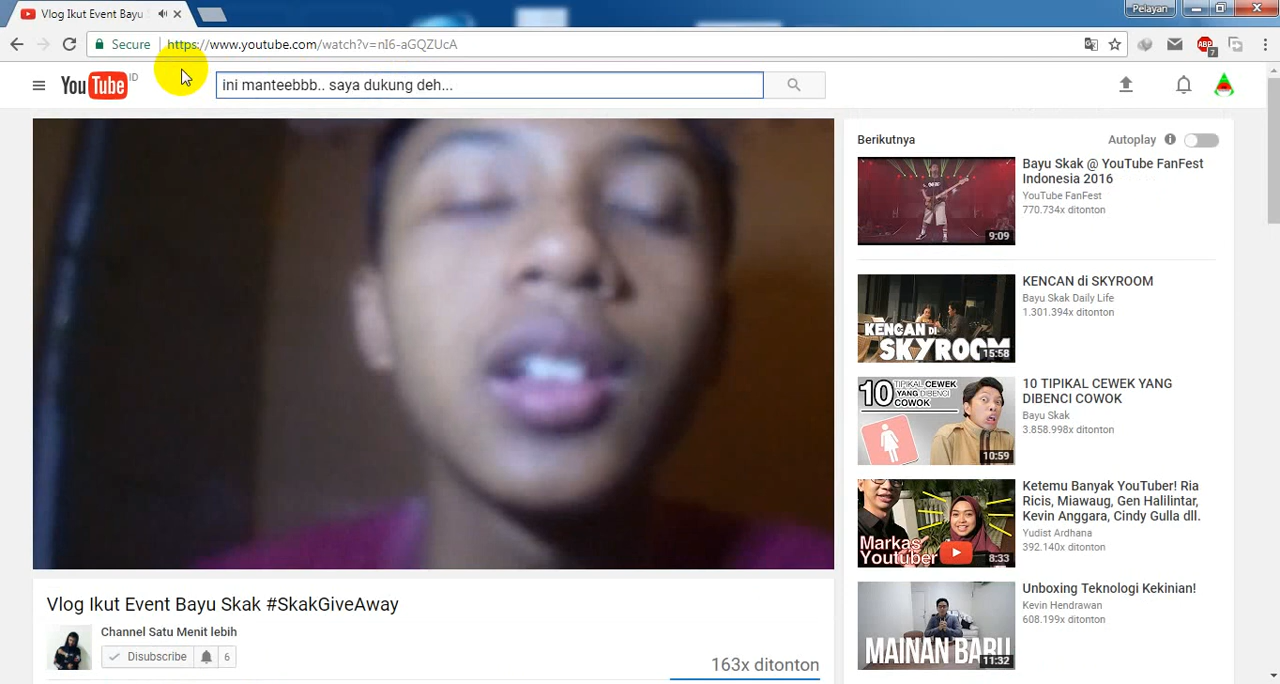 Vlog Ikut Event Bayu
Pelayan
Secure
https://www.youtube.com/watch?v=nI6-aGQZUcA
ABP
7
YouTube ID
ini manteebbb.. saya dukung deh...
Berikutnya
Autoplay
9:09
Bayu Skak @ YouTube FanFest
Indonesia 2016
YouTube FanFest
770.734x ditonton
KENCAN DI
SKYROOM
15:58
KENCAN di SKYROOM
Bayu Skak Daily Life
1.301.394x ditonton
10 TIPIKAL CEWEK
YANG
DIBENCI
COWOK
10:59
10 TIPIKAL CEWEK YANG
DIBENCI COWOK
Bayu Skak
3.858.998x ditonton
Markas
Youtuber
8:33
Ketemu Banyak YouTuber! Ria
Ricis, Miawaug, Gen Halilintar,
Kevin Anggara, Cindy Gulla dll.
Yudist Ardhana
392.140x ditonton
MAINAN BARU
11:32
Unboxing Teknologi Kekinian!
Kevin Hendrawan
608.199x ditonton
Vlog Ikut Event Bayu Skak #SkakGiveAway
Channel Satu Menit lebih
Disubscribe
6
163x ditonton